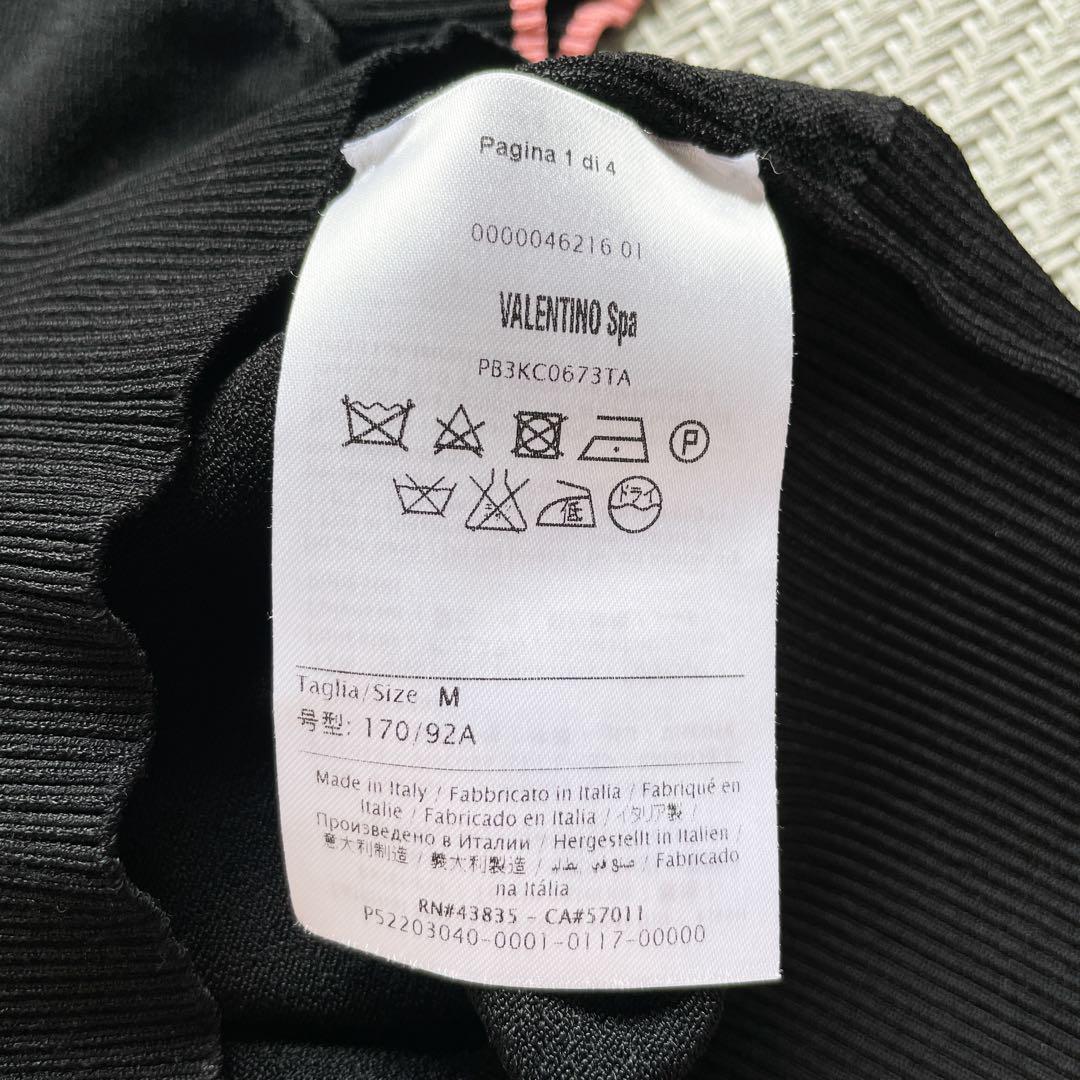 Pagina 1 di 4
0000046216 01
VALENTINO Spa
PB3KC0673TA
P
ドライ
低
Taglia/Size M
号型: 170/92A
Made in Italy / Fabbricato in Italia / Fabriqué en
Italie / Fabricado en Italia / イタリア製 /
Произведено в Италии / Hergestellt in Italien /
意大利制造 / 義大利製造 / صنع في إيطاليا / Fabricado
na Itália
RN#43835 - CA#57011
P52203040-0001-0117-00000